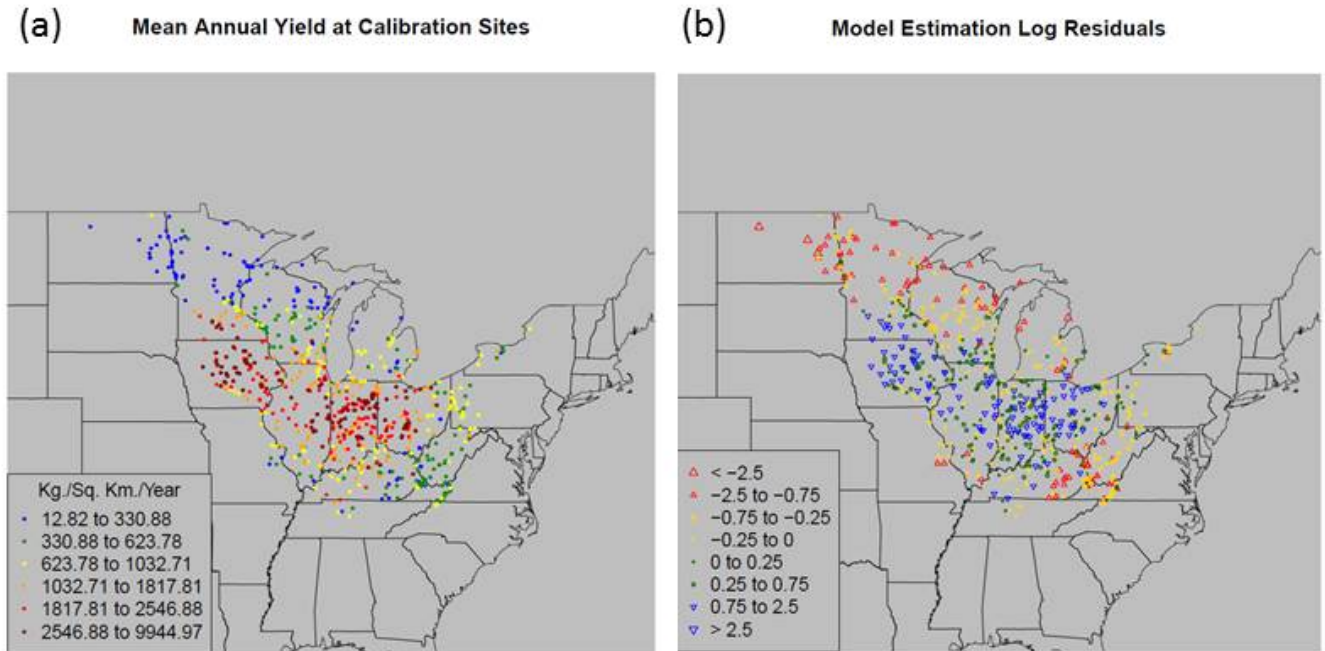 (a) Mean Annual Yield at Calibration Sites
(b) Model Estimation Log Residuals
Kg./Sq. Km./Year
12.82 to 330.88
330.88 to 623.78
623.78 to 1032.71
1032.71 to 1817.81
1817.81 to 2546.88
2546.88 to 9944.97
< −2.5
−2.5 to −0.75
−0.75 to −0.25
−0.25 to 0
0 to 0.25
0.25 to 0.75
0.75 to 2.5
> 2.5